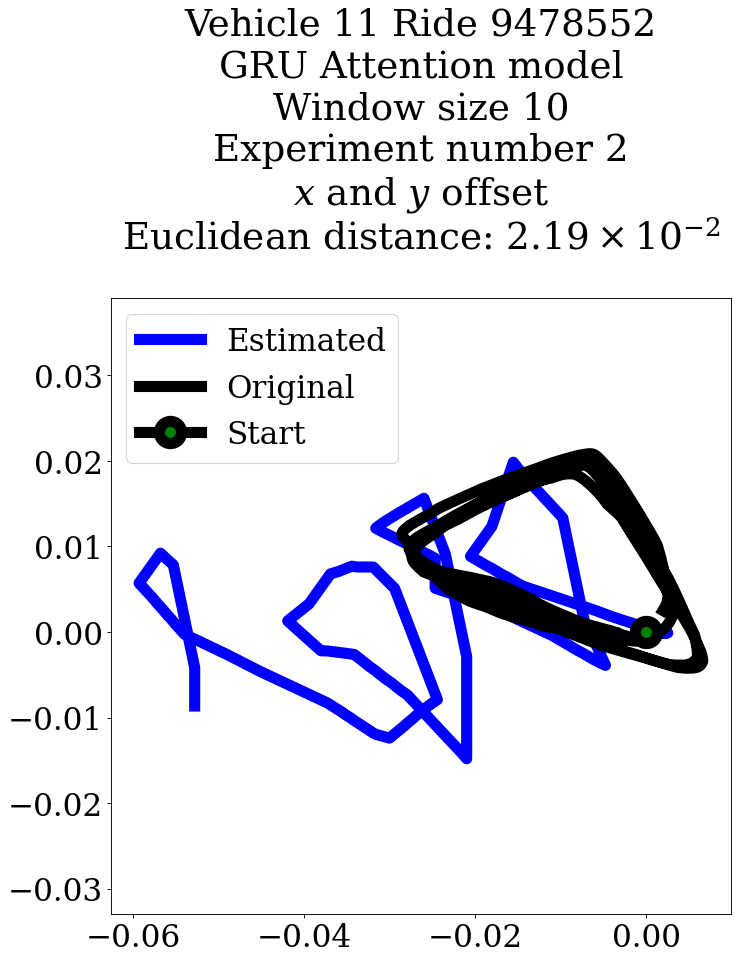 Vehicle 11 Ride 9478552
GRU Attention model
Window size 10
Experiment number 2
x and y offset
Euclidean distance: 2.19 × 10⁻²
Estimated
Original
Start
0.03
0.02
0.01
0.00
−0.01
−0.02
−0.03
−0.06 −0.04 −0.02 0.00